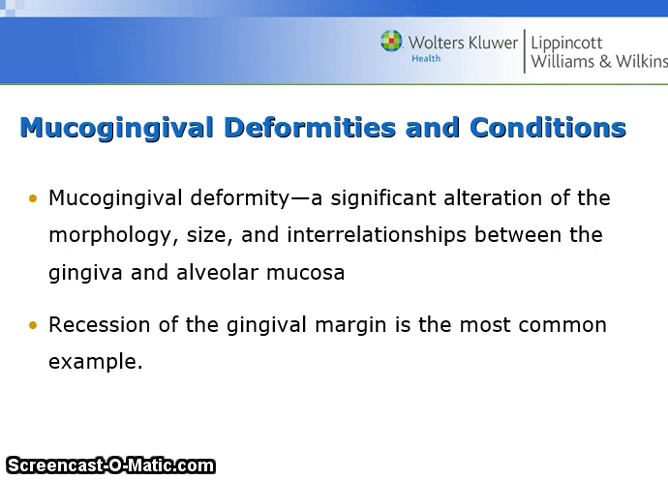 Wolters Kluwer
Health
Lippincott
Williams & Wilkins
Mucogingival Deformities and Conditions
• Mucogingival deformity—a significant alteration of the
morphology, size, and interrelationships between the
gingiva and alveolar mucosa
• Recession of the gingival margin is the most common
example.
Screencast-O-Matic.com